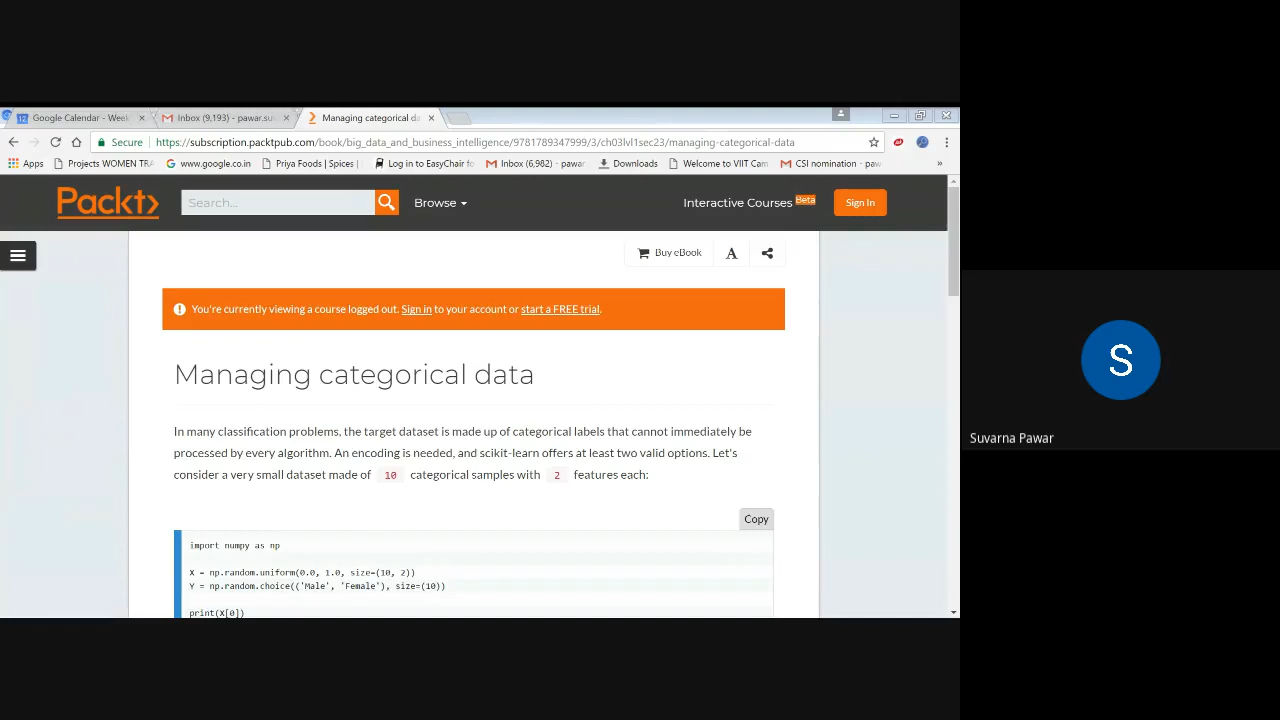 Google Calendar - Wee
Inbox (9,193) - pawar.su
Managing categorical da
Secure
https://subscription.packtpub.com/book/big_data_and_business_intelligence/9781789347999/3/ch03lvl1sec23/managing-categorical-data
Apps
Projects WOMEN TRA
www.google.co.in
Priya Foods | Spices |
Log in to EasyChair fo
Inbox (6,982) - pawar
Downloads
Welcome to VIIT Cam
CSI nomination - paw
»
Packt>
Search...
Browse
Interactive Courses Beta
Sign In
Buy eBook
A
You're currently viewing a course logged out. Sign in to your account or start a FREE trial.
Managing categorical data
In many classification problems, the target dataset is made up of categorical labels that cannot immediately be
processed by every algorithm. An encoding is needed, and scikit-learn offers at least two valid options. Let's
consider a very small dataset made of 10 categorical samples with 2 features each:
Copy
import numpy as np
X = np.random.uniform(0.0, 1.0, size=(10, 2))
Y = np.random.choice(('Male', 'Female'), size=(10))
print(X[0])
S
Suvarna Pawar